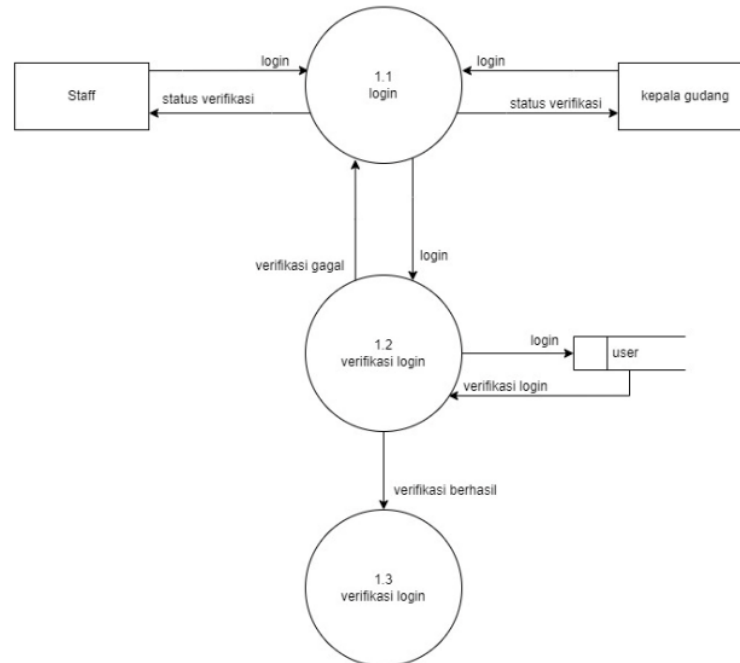 login
1.1
login
login
Staff
status verifikasi
status verifikasi
kepala gudang
verifikasi gagal
login
1.2
verifikasi login
login
user
verifikasi login
verifikasi berhasil
1.3
verifikasi login